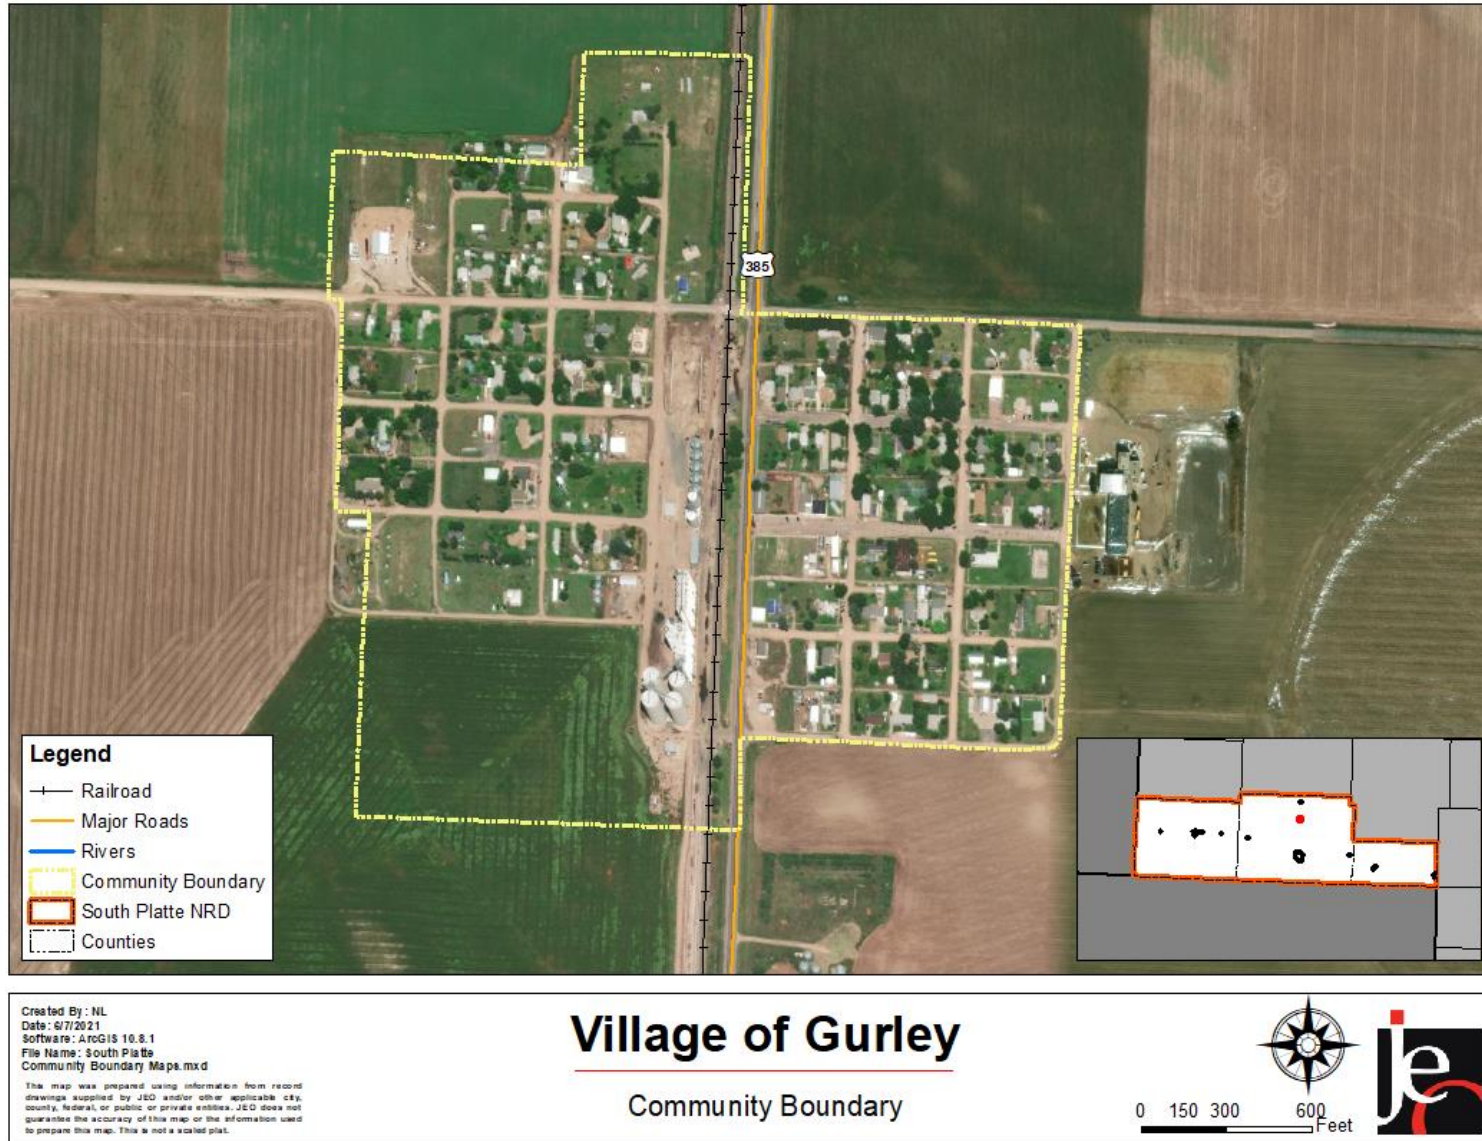 385
Legend
Railroad
Major Roads
Rivers
Community Boundary
South Platte NRD
Counties
Created By: NL
Date: 6/7/2021
Software: ArcGIS 10.8.1
File Name: South Platte
Community Boundary Maps.mxd
This map was prepared using information from record
drawings supplied by JEO and/or other applicable city,
county, federal, or public or private entities. JEO does not
guarantee the accuracy of this map or the information used
to prepare this map. This is not a scaled plat.
Village of Gurley
Community Boundary
0 150 300 600
Feet
jeo